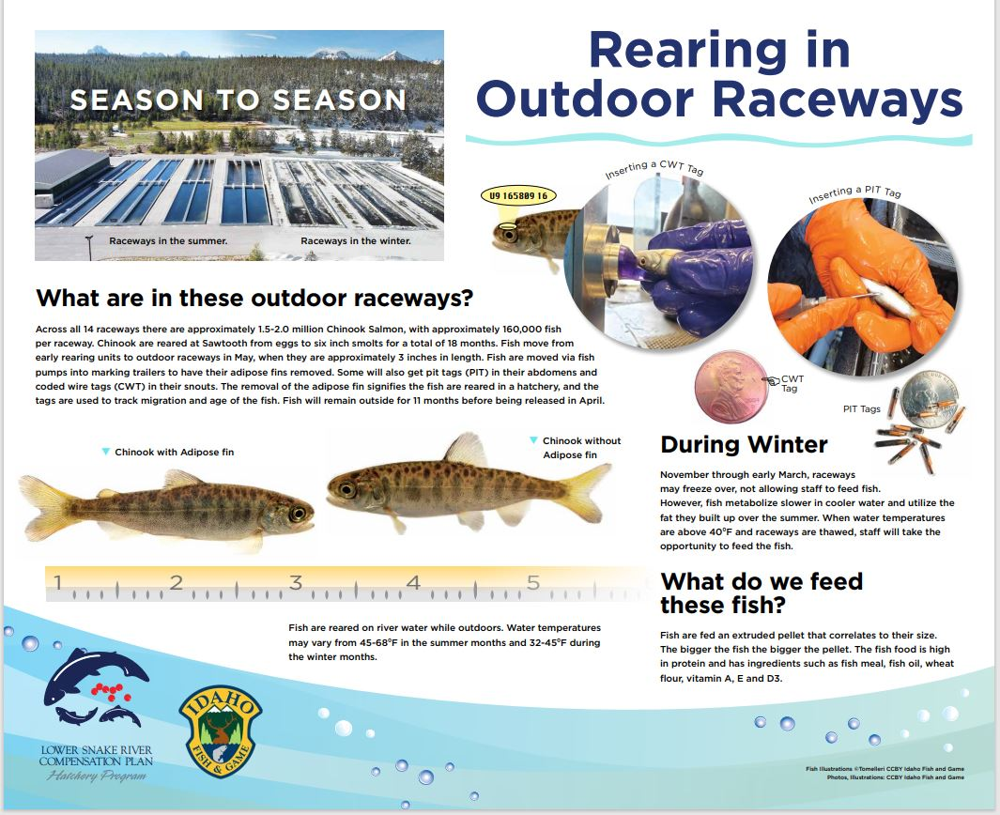 SEASON TO SEASON
Raceways in the summer.
Raceways in the winter.
Rearing in
Outdoor Raceways
U9 165809 16
Inserting a CWT Tag
Inserting a PIT Tag
What are in these outdoor raceways?
Across all 14 raceways there are approximately 1.5-2.0 million Chinook Salmon, with approximately 160,000 fish
per raceway. Chinook are reared at Sawtooth from eggs to six inch smolts for a total of 18 months. Fish move from
early rearing units to outdoor raceways in May, when they are approximately 3 inches in length. Fish are moved via fish
pumps into marking trailers to have their adipose fins removed. Some will also get pit tags (PIT) in their abdomens and
coded wire tags (CWT) in their snouts. The removal of the adipose fin signifies the fish are reared in a hatchery, and the
tags are used to track migration and age of the fish. Fish will remain outside for 11 months before being released in April.
CWT
Tag
PIT Tags
Chinook with Adipose fin
Chinook without
Adipose fin
1 2 3 4 5
Fish are reared on river water while outdoors. Water temperatures
may vary from 45-68°F in the summer months and 32-45°F during
the winter months.
During Winter
November through early March, raceways
may freeze over, not allowing staff to feed fish.
However, fish metabolize slower in cooler water and utilize the
fat they built up over the summer. When water temperatures
are above 40°F and raceways are thawed, staff will take the
opportunity to feed the fish.
What do we feed
these fish?
Fish are fed an extruded pellet that correlates to their size.
The bigger the fish the bigger the pellet. The fish food is high
in protein and has ingredients such as fish meal, fish oil, wheat
flour, vitamin A, E and D3.
LOWER SNAKE RIVER
COMPENSATION PLAN
Hatchery Program
IDAHO
FISH & GAME
Fish Illustrations ©Tomelleri CCBY Idaho Fish and Game
Photos, Illustrations: CCBY Idaho Fish and Game